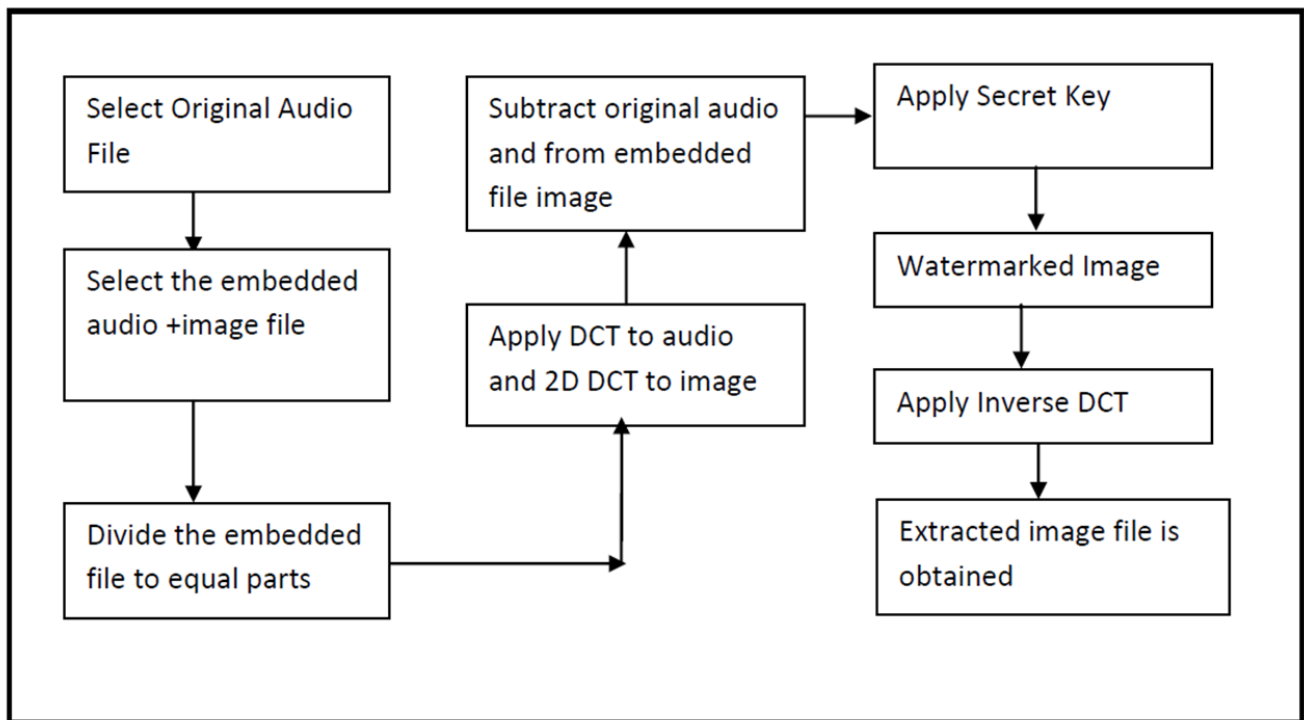 Select Original Audio
File
Select the embedded
audio +image file
Divide the embedded
file to equal parts
Apply DCT to audio
and 2D DCT to image
Subtract original audio
and from embedded
file image
Apply Secret Key
Watermarked Image
Apply Inverse DCT
Extracted image file is
obtained